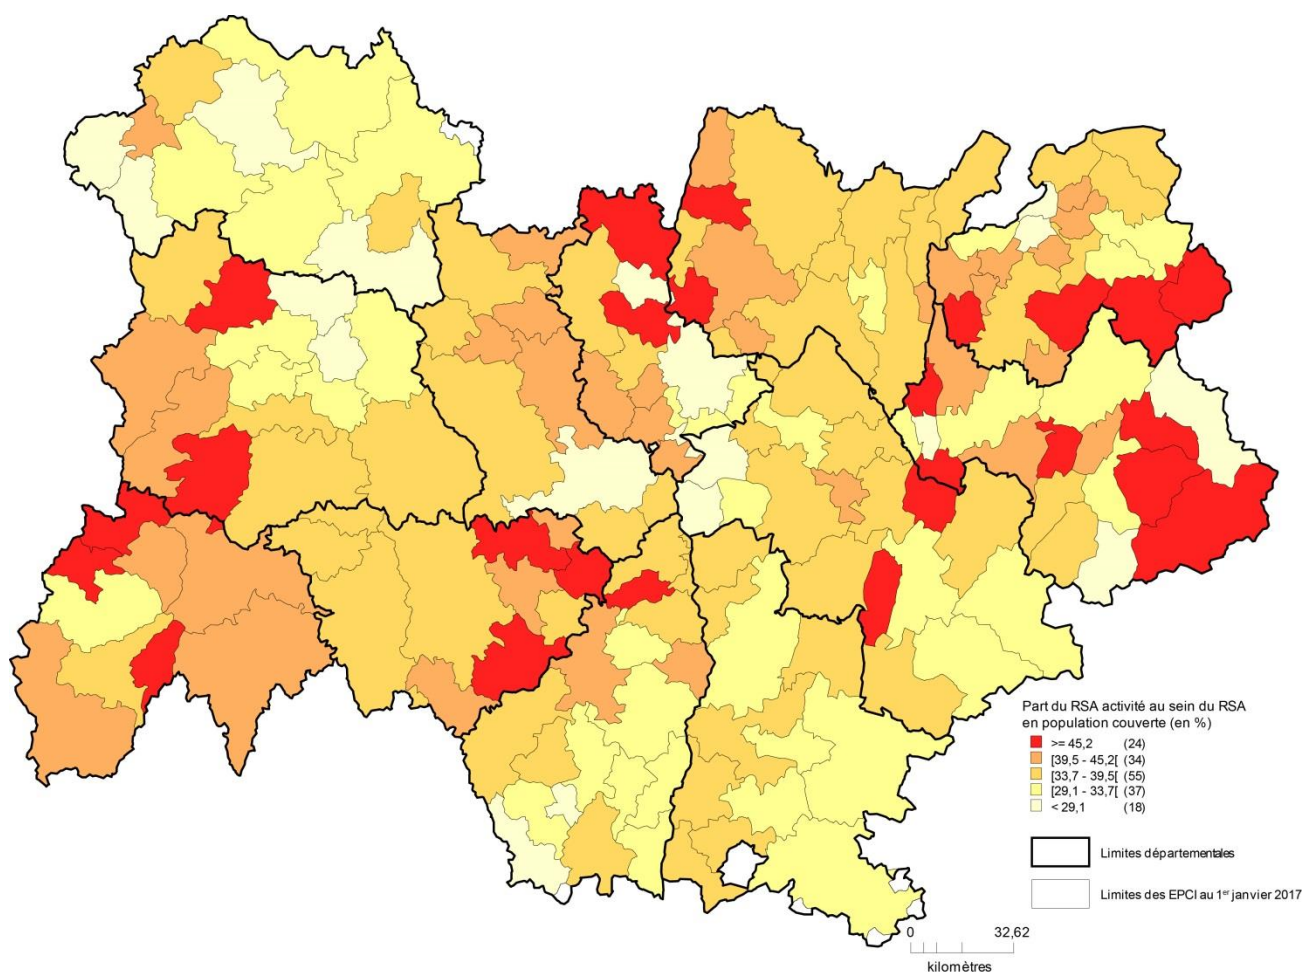 Part du RSA activité au sein du RSA
en population couverte (en %)
>= 45,2 (24)
[39,5 - 45,2[ (34)
[33,7 - 39,5[ (55)
[29,1 - 33,7[ (37)
< 29,1 (18)
Limites départementales
Limites des EPCI au 1er janvier 2017
0 32,62
kilomètres